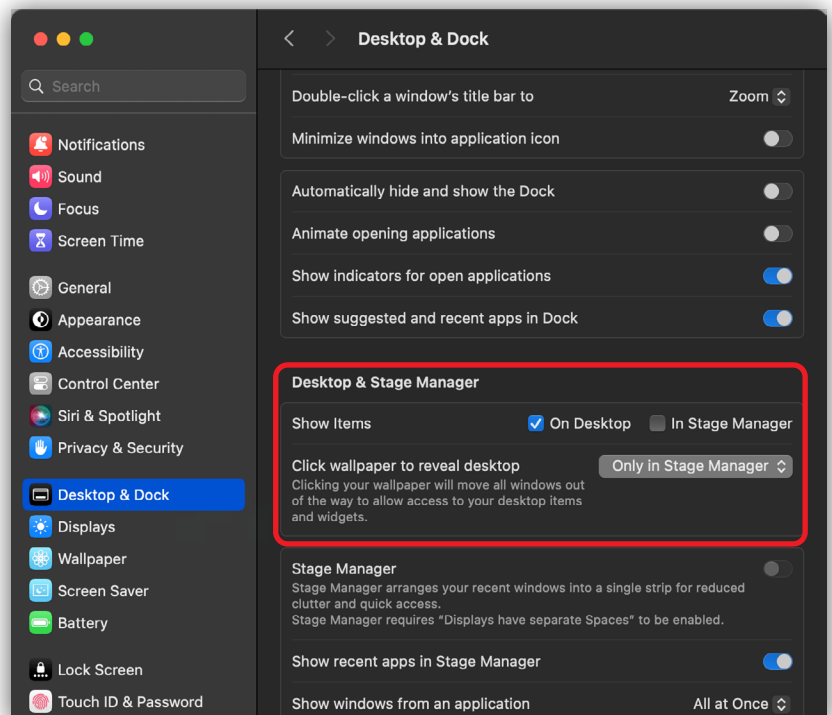 Desktop & Dock
Search
Notifications
Sound
Focus
Screen Time
General
Appearance
Accessibility
Control Center
Siri & Spotlight
Privacy & Security
Desktop & Dock
Displays
Wallpaper
Screen Saver
Battery
Lock Screen
Touch ID & Password
Double-click a window's title bar to Zoom
Minimize windows into application icon
Automatically hide and show the Dock
Animate opening applications
Show indicators for open applications
Show suggested and recent apps in Dock
Desktop & Stage Manager
Show Items On Desktop In Stage Manager
Click wallpaper to reveal desktop Only in Stage Manager
Clicking your wallpaper will move all windows out
of the way to allow access to your desktop items
and widgets.
Stage Manager
Stage Manager arranges your recent windows into a single strip for reduced
clutter and quick access.
Stage Manager requires "Displays have separate Spaces" to be enabled.
Show recent apps in Stage Manager
Show windows from an application All at Once